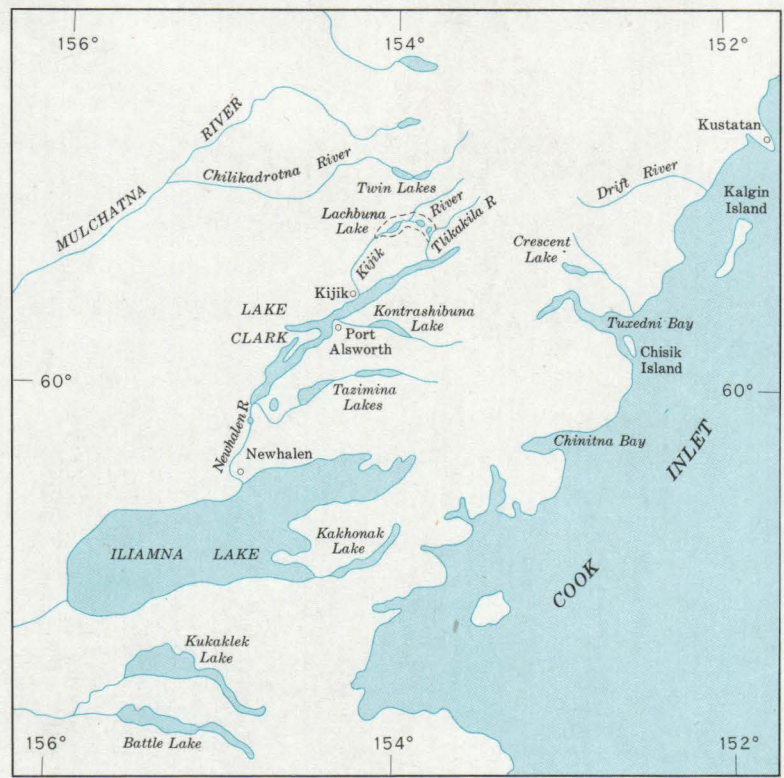 156°
154°
152°
Kustatan
MULCHATNA RIVER
Chilikadrotna River
Twin Lakes
Drift River
Kalgin
Island
Lachbuna
Lake
Kijik River
Tlikakila R
Crescent
Lake
Kijik
LAKE
CLARK
Kontrashibuna
Lake
Port
Alsworth
Tuxedni Bay
Chisik
Island
60°
60°
Tazimina
Lakes
Newhalen R
Newhalen
Chinitna Bay
COOK INLET
ILIAMNA LAKE
Kakhonak
Lake
Kukaklek
Lake
Battle Lake
156°
154°
152°